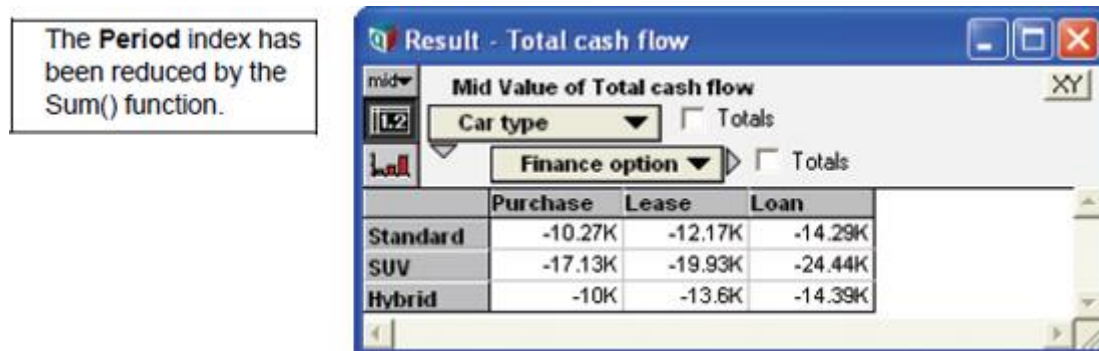 The Period index has
been reduced by the
Sum() function.
Result - Total cash flow
mid
Mid Value of Total cash flow
XY
Car type
Totals
Finance option
Totals
Purchase Lease Loan
Standard -10.27K -12.17K -14.29K
SUV -17.13K -19.93K -24.44K
Hybrid -10K -13.6K -14.39K